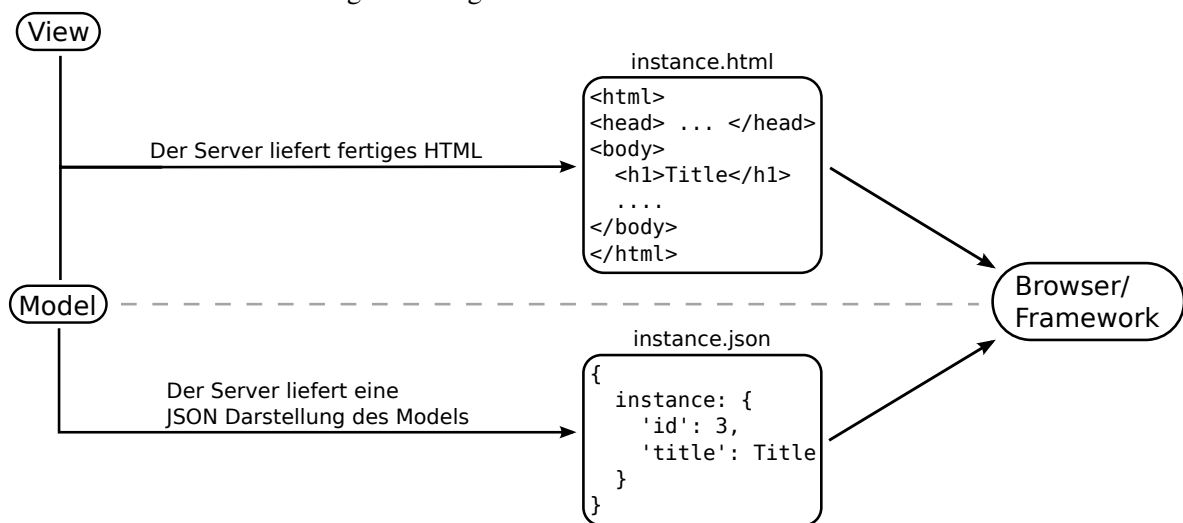 View
instance.html
<html>
<head> ... </head>
<body>
  <h1>Title</h1>
  ....
</body>
</html>
Der Server liefert fertiges HTML
Model
Browser/
Framework
instance.json
{
  instance: {
    'id': 3,
    'title': Title
  }
}
Der Server liefert eine
JSON Darstellung des Models